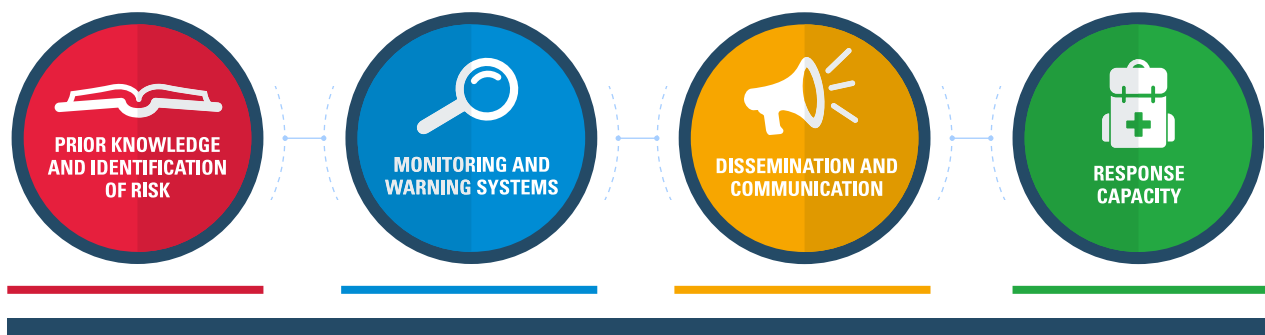 PRIOR KNOWLEDGE
AND IDENTIFICATION
OF RISK
MONITORING AND
WARNING SYSTEMS
DISSEMINATION AND
COMMUNICATION
RESPONSE
CAPACITY